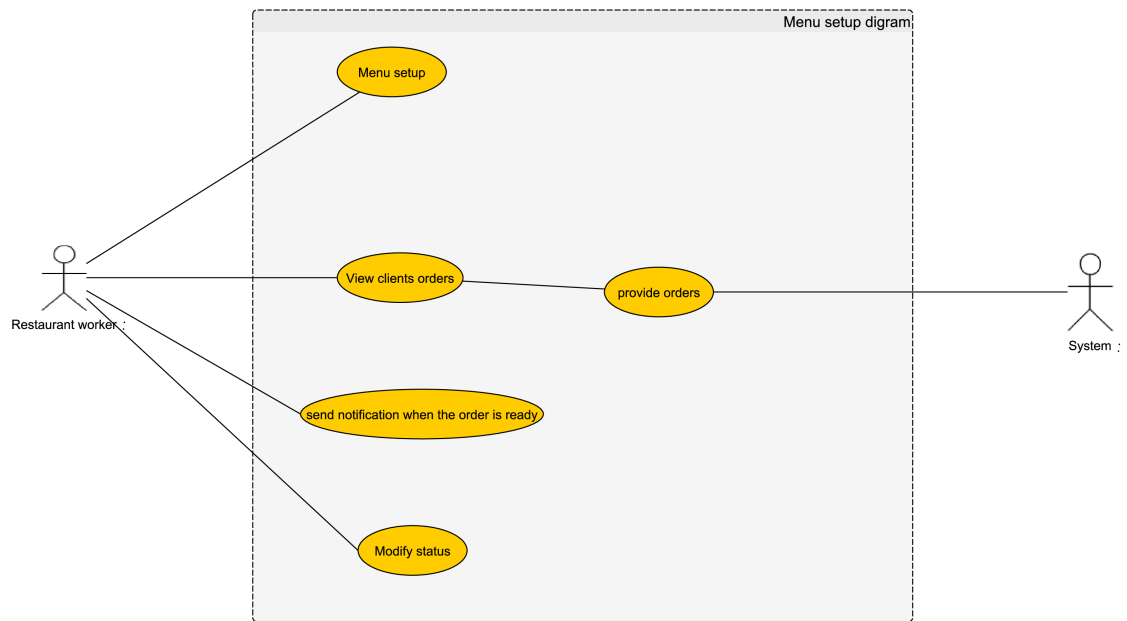 Menu setup digram
Menu setup
View clients orders
provide orders
Restaurant worker :
System :
send notification when the order is ready
Modify status